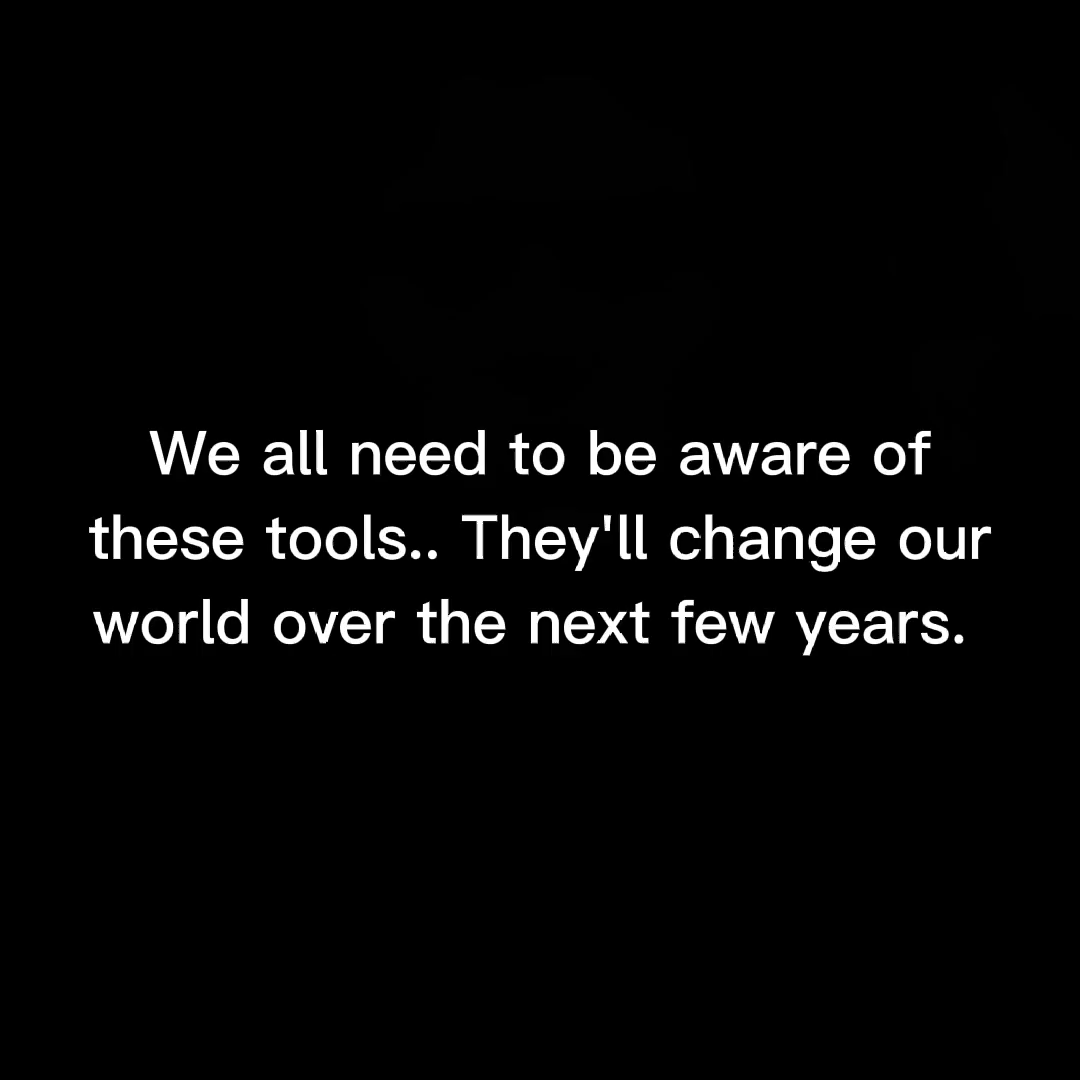 We all need to be aware of
these tools.. They'll change our
world over the next few years.